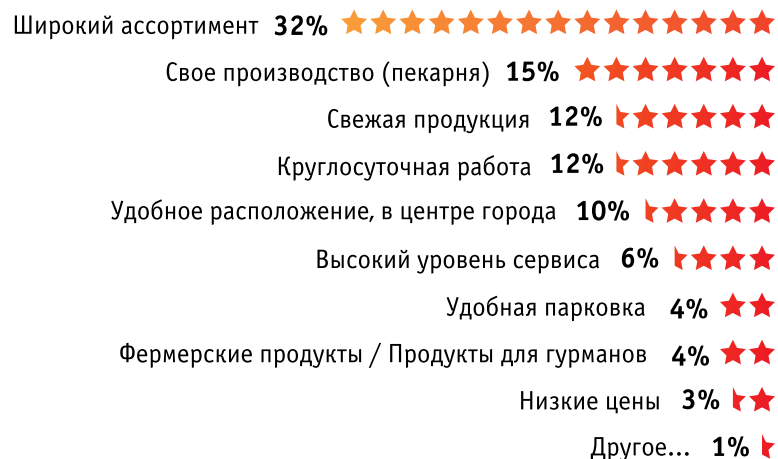 Широкий ассортимент 32%
Свое производство (пекарня) 15%
Свежая продукция 12%
Круглосуточная работа 12%
Удобное расположение, в центре города 10%
Высокий уровень сервиса 6%
Удобная парковка 4%
Фермерские продукты / Продукты для гурманов 4%
Низкие цены 3%
Другое... 1%